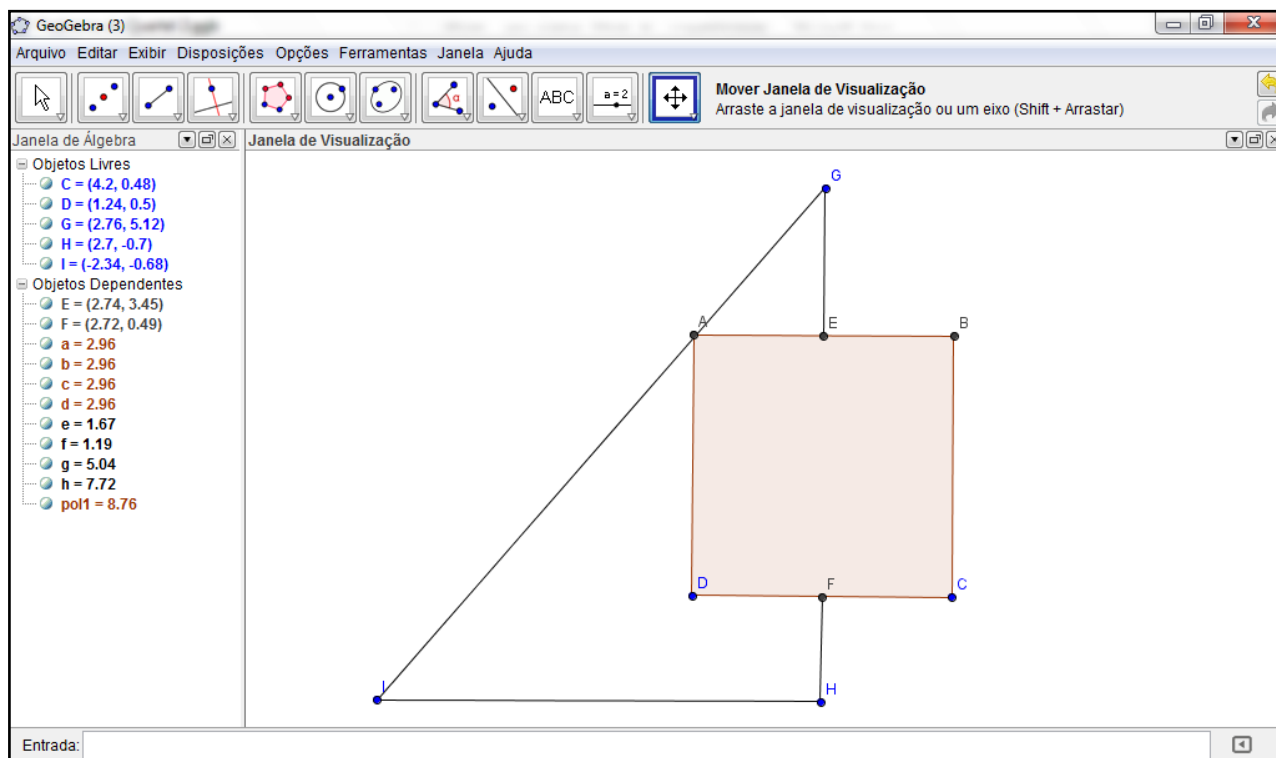 GeoGebra (3)
Arquivo Editar Exibir Disposições Opções Ferramentas Janela Ajuda
ABC
a=2
α
Mover Janela de Visualização
Arraste a janela de visualização ou um eixo (Shift + Arrastar)
Janela de Álgebra
Janela de Visualização
Objetos Livres
C = (4.2, 0.48)
D = (1.24, 0.5)
G = (2.76, 5.12)
H = (2.7, -0.7)
I = (-2.34, -0.68)
Objetos Dependentes
E = (2.74, 3.45)
F = (2.72, 0.49)
a = 2.96
b = 2.96
c = 2.96
d = 2.96
e = 1.67
f = 1.19
g = 5.04
h = 7.72
pol1 = 8.76
G
A E B
D F C
I H
Entrada: